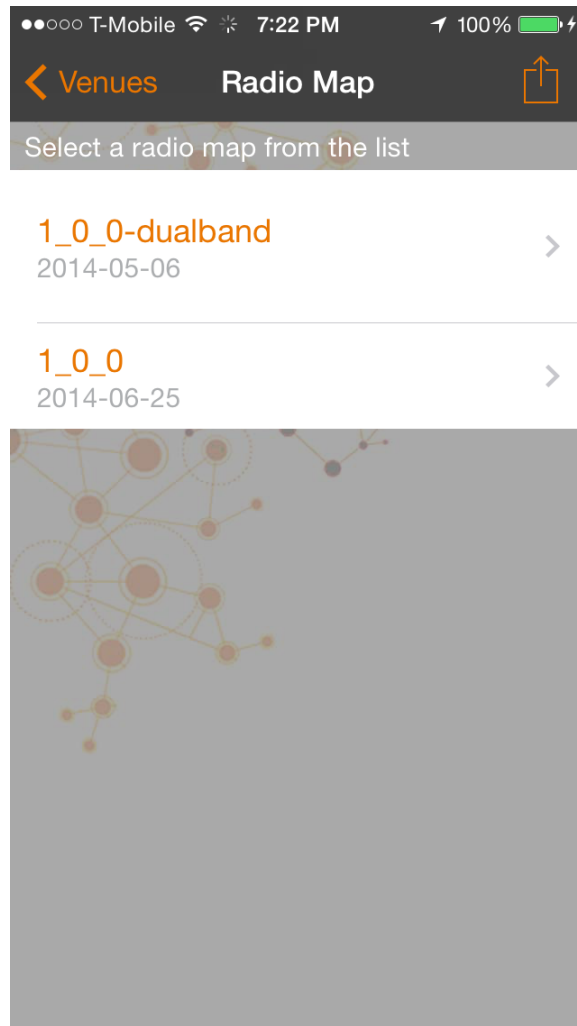 T-Mobile 7:22 PM 100%
Venues Radio Map
Select a radio map from the list
1_0_0-dualband
2014-05-06
1_0_0
2014-06-25